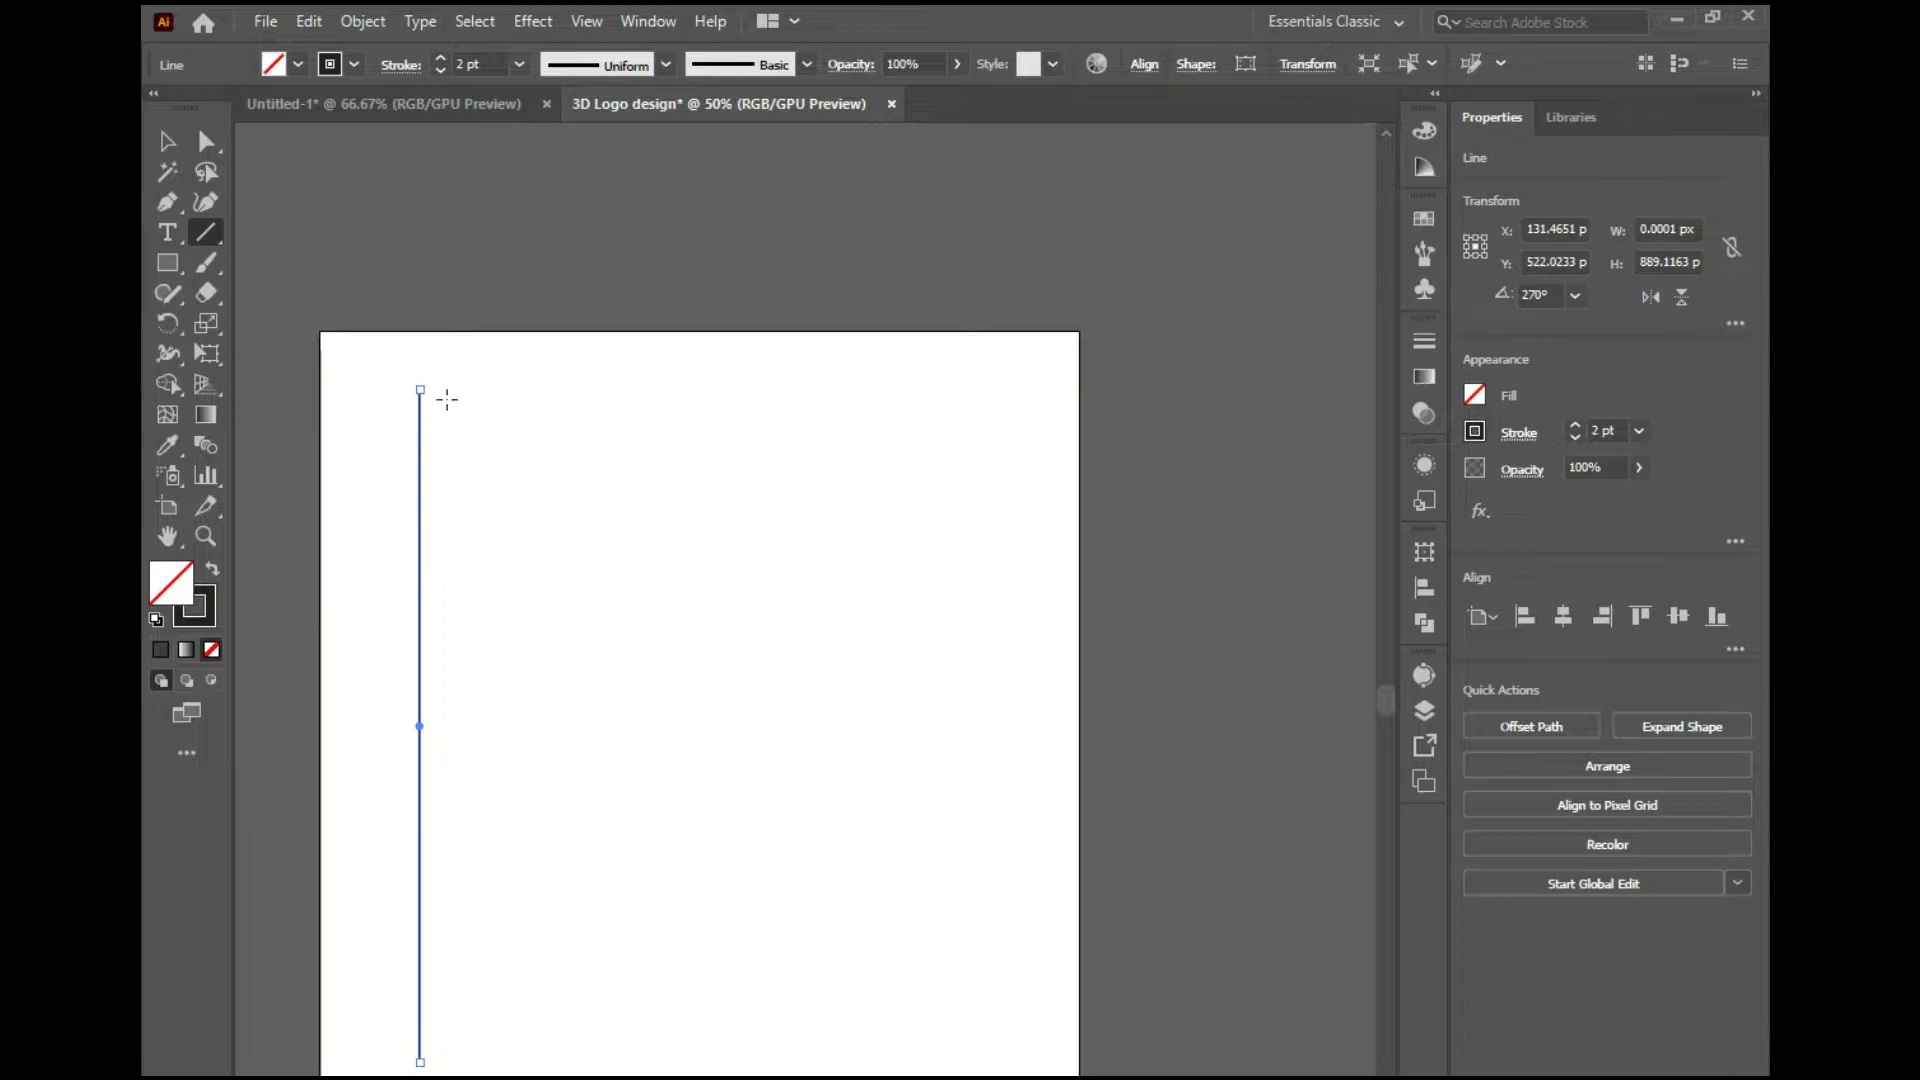 Ai File Edit Object Type Select Effect View Window Help Essentials Classic Search Adobe Stock
Line Stroke: 2 pt Uniform Basic Opacity: 100% Style: Align Shape: Transform
Untitled-1* @ 66.67% (RGB/GPU Preview) 3D Logo design* @ 50% (RGB/GPU Preview)
Properties Libraries
Line
Transform
X: 131.4651 p W: 0.0001 px
Y: 522.0233 p H: 889.1163 p
270°
Appearance
Fill
Stroke 2 pt
Opacity 100%
fx.
Align
Quick Actions
Offset Path Expand Shape
Arrange
Align to Pixel Grid
Recolor
Start Global Edit